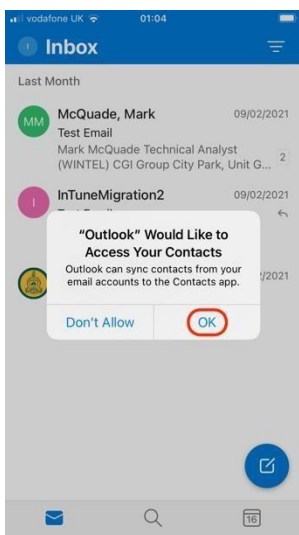 vodafone UK 01:04
I Inbox
Last Month
MM McQuade, Mark 09/02/2021
Test Email
Mark McQuade Technical Analyst
(WINTEL) CGI Group City Park, Unit G... 2
I InTuneMigration2 09/02/2021
"Outlook" Would Like to
Access Your Contacts
Outlook can sync contacts from your
email accounts to the Contacts app.
/2021
Don't Allow OK
16